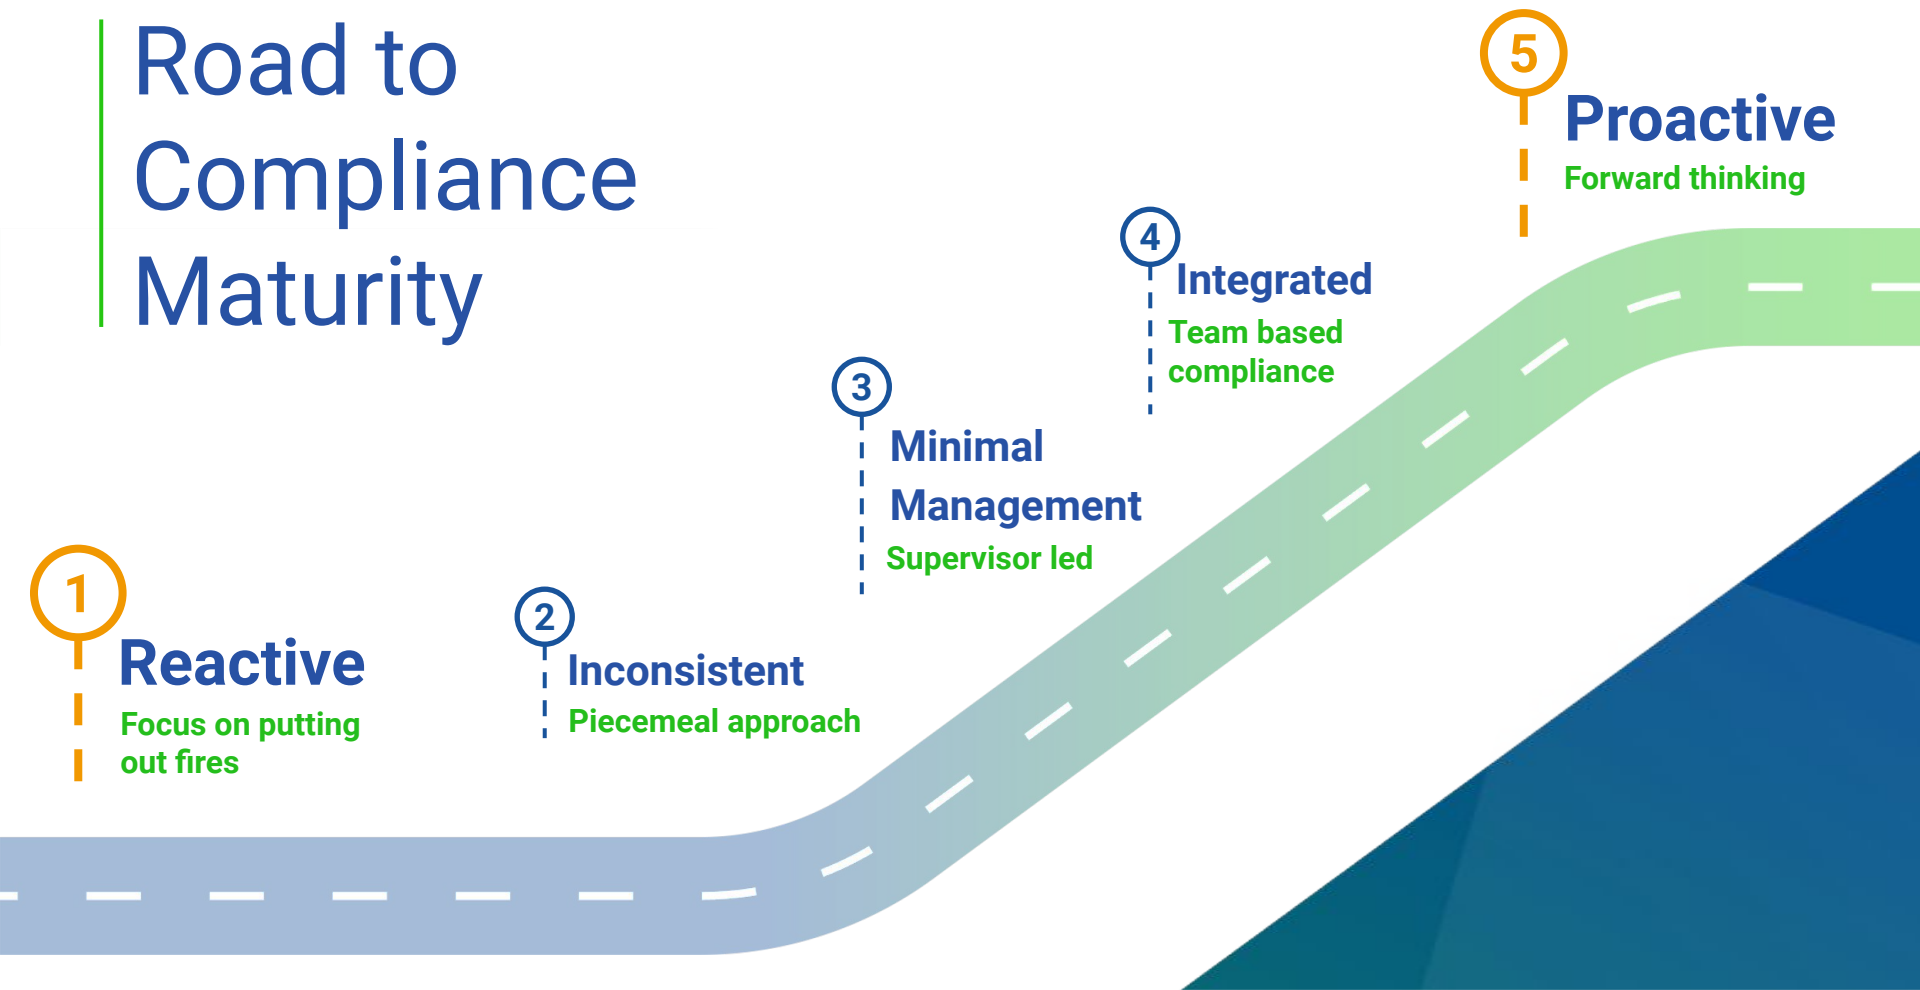 Road to
Compliance
Maturity
1
Reactive
Focus on putting
out fires
2
Inconsistent
Piecemeal approach
3
Minimal
Management
Supervisor led
4
Integrated
Team based
compliance
5
Proactive
Forward thinking